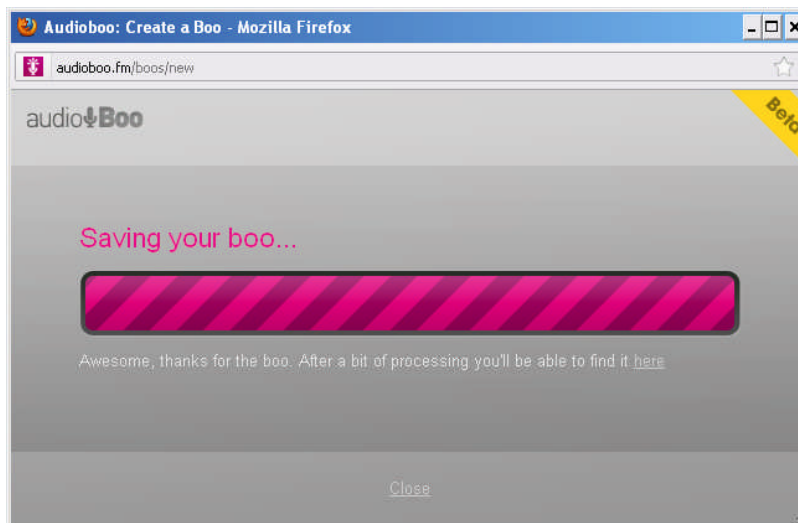 Audioboo: Create a Boo - Mozilla Firefox
audioboo.fm/boos/new
audioBoo
Beta
Saving your boo...
Awesome, thanks for the boo. After a bit of processing you'll be able to find it here
Close